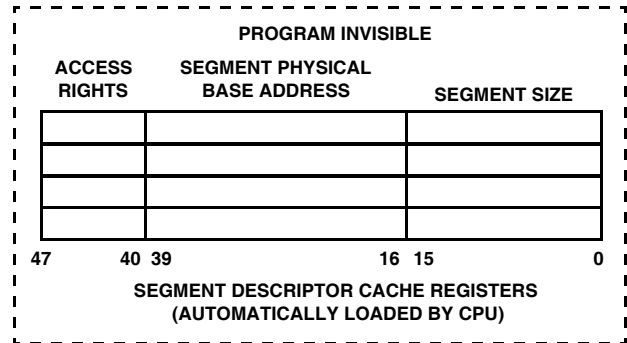 PROGRAM INVISIBLE
ACCESS RIGHTS
SEGMENT PHYSICAL BASE ADDRESS
SEGMENT SIZE
47 40 39 16 15 0
SEGMENT DESCRIPTOR CACHE REGISTERS
(AUTOMATICALLY LOADED BY CPU)